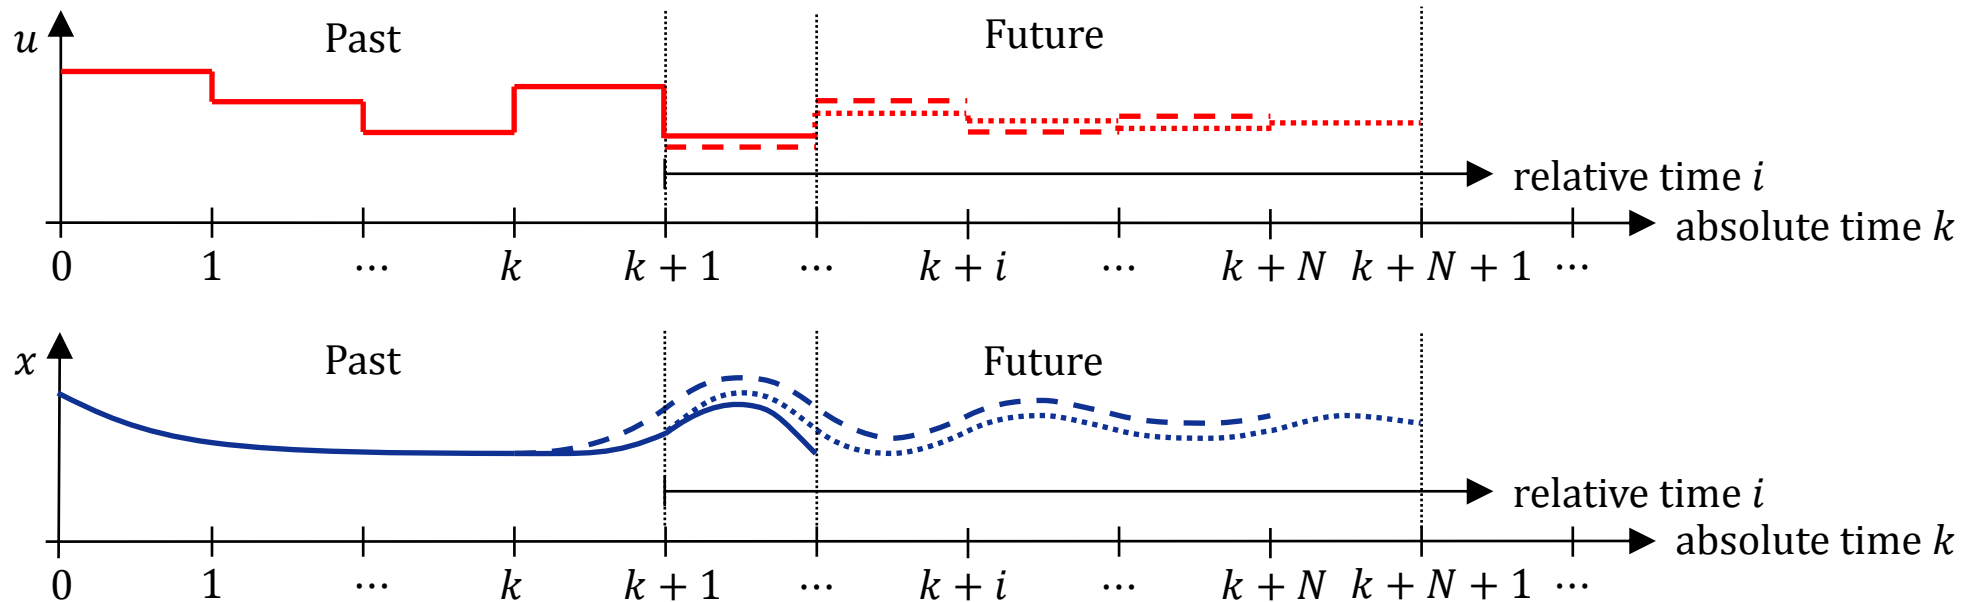 u Past Future
relative time i
absolute time k
0 1 ⋯ k k + 1 ⋯ k + i ⋯ k + N k + N + 1 ⋯
x Past Future
relative time i
absolute time k
0 1 ⋯ k k + 1 ⋯ k + i ⋯ k + N k + N + 1 ⋯